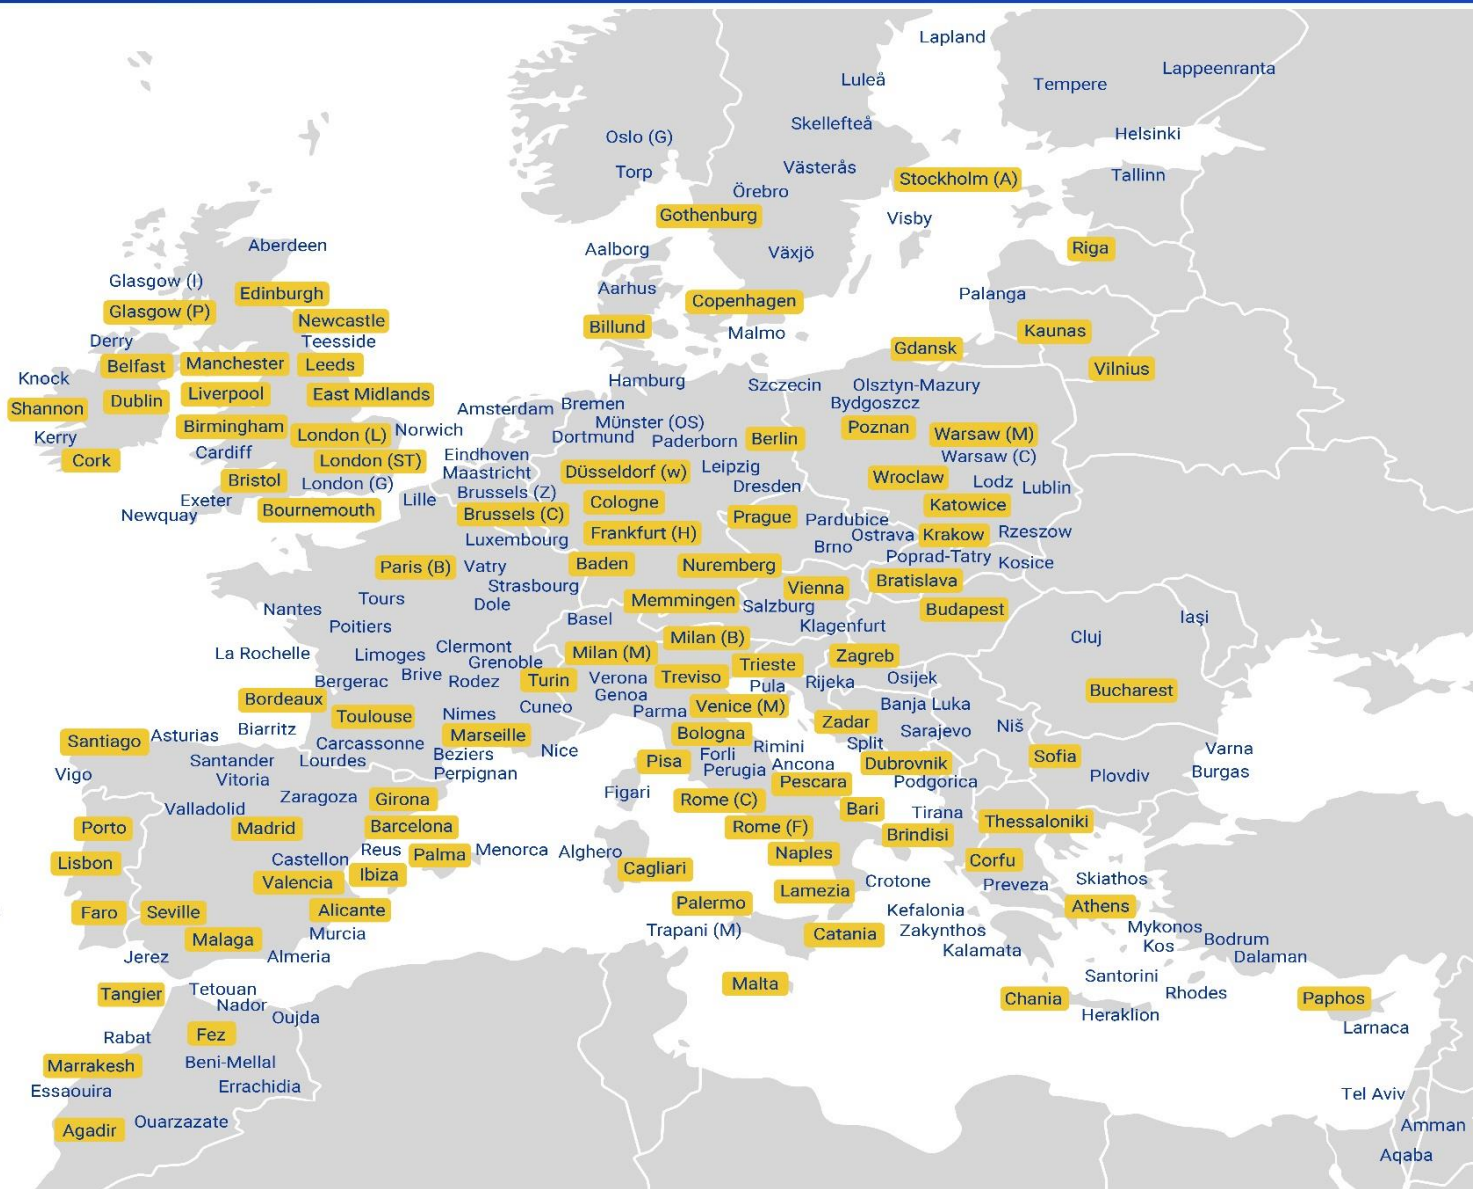 Lapland
Lappeenranta
Luleå
Tempere
Skellefteå
Helsinki
Oslo (G)
Västerås
Torp
Stockholm (A)
Tallinn
Örebro
Gothenburg
Visby
Aberdeen
Aalborg
Växjö
Riga
Glasgow (I)
Edinburgh
Aarhus
Copenhagen
Palanga
Glasgow (P)
Newcastle
Billund
Malmo
Kaunas
Derry
Teesside
Gdansk
Belfast
Manchester
Leeds
Vilnius
Knock
Hamburg
Szczecin
Olsztyn-Mazury
Dublin
Liverpool
East Midlands
Shannon
Amsterdam
Bremen
Bydgoszcz
Birmingham
London (L)
Norwich
Münster (OS)
Poznan
Warsaw (M)
Kerry
Dortmund
Paderborn
Berlin
Cork
Cardiff
London (ST)
Eindhoven
Warsaw (C)
Maastricht
Düsseldorf (w)
Leipzig
Bristol
London (G)
Dresden
Wroclaw
Lodz
Lublin
Exeter
Lille
Brussels (Z)
Cologne
Newquay
Bournemouth
Brussels (C)
Prague
Pardubice
Katowice
Luxembourg
Frankfurt (H)
Ostrava
Krakow
Rzeszow
Brno
Poprad-Tatry
Kosice
Paris (B)
Vatry
Baden
Nuremberg
Strasbourg
Vienna
Bratislava
Nantes
Tours
Dole
Memmingen
Salzburg
Budapest
Poitiers
Basel
Klagenfurt
Iași
Cluj
La Rochelle
Limoges
Clermont
Grenoble
Milan (M)
Milan (B)
Trieste
Zagreb
Bergerac
Brive
Rodez
Turin
Verona
Treviso
Pula
Rijeka
Osijek
Bucharest
Bordeaux
Toulouse
Nimes
Cuneo
Genoa
Parma
Venice (M)
Banja Luka
Santiago
Asturias
Biarritz
Marseille
Bologna
Zadar
Sarajevo
Niš
Carcassonne
Beziers
Nice
Rimini
Split
Vigo
Santander
Lourdes
Perpignan
Pisa
Forli
Ancona
Dubrovnik
Sofia
Varna
Vitoria
Perugia
Pescara
Podgorica
Plovdiv
Burgas
Valladolid
Zaragoza
Girona
Figari
Rome (C)
Bari
Tirana
Porto
Madrid
Barcelona
Rome (F)
Brindisi
Thessaloniki
Lisbon
Castellon
Reus
Palma
Menorca
Alghero
Naples
Corfu
Valencia
Ibiza
Cagliari
Lamezia
Crotone
Preveza
Skiathos
Faro
Seville
Alicante
Palermo
Kefalonia
Athens
Malaga
Murcia
Trapani (M)
Catania
Zakynthos
Mykonos
Jerez
Almeria
Kalamata
Kos
Bodrum
Dalaman
Tangier
Tetouan
Malta
Santorini
Nador
Chania
Rhodes
Paphos
Oujda
Heraklion
Rabat
Fez
Larnaca
Marrakesh
Beni-Mellal
Essaouira
Errachidia
Tel Aviv
Agadir
Ouarzazate
Amman
Aqaba